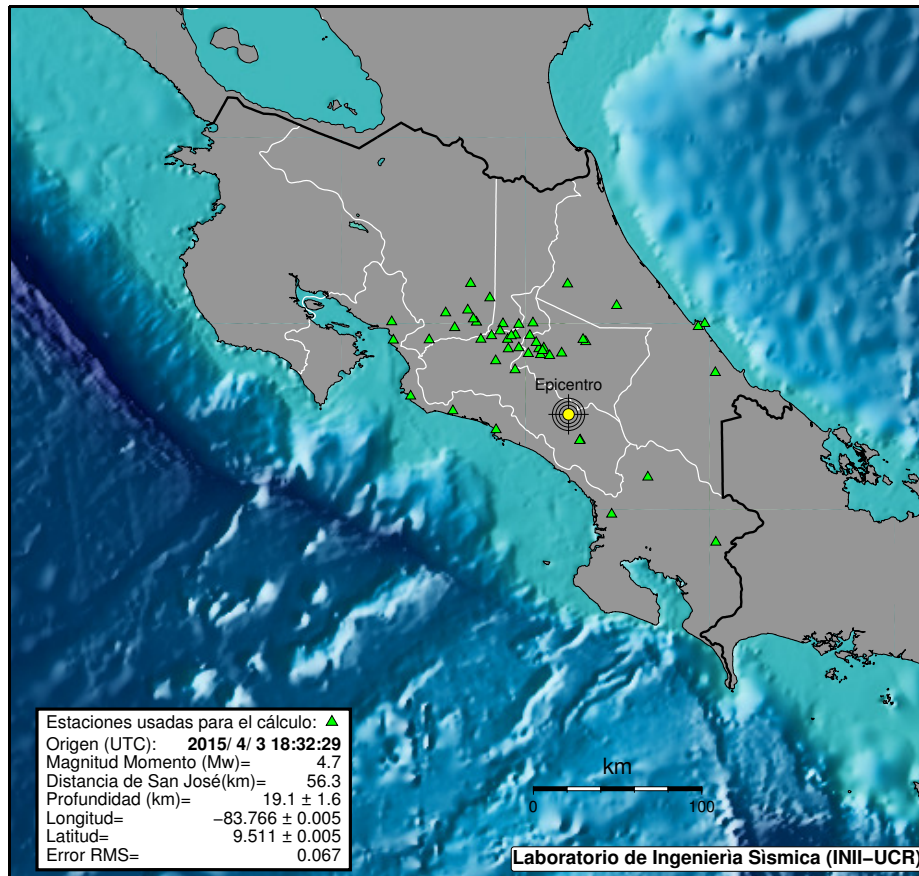 Epicentro
Estaciones usadas para el cálculo:
Origen (UTC): 2015/ 4/ 3 18:32:29
Magnitud Momento (Mw)= 4.7
Distancia de San José(km)= 56.3
Profundidad (km)= 19.1 ± 1.6
Longitud= −83.766 ± 0.005
Latitud= 9.511 ± 0.005
Error RMS= 0.067
km
0 100
Laboratorio de Ingenierìa Sìsmica (INII−UCR)